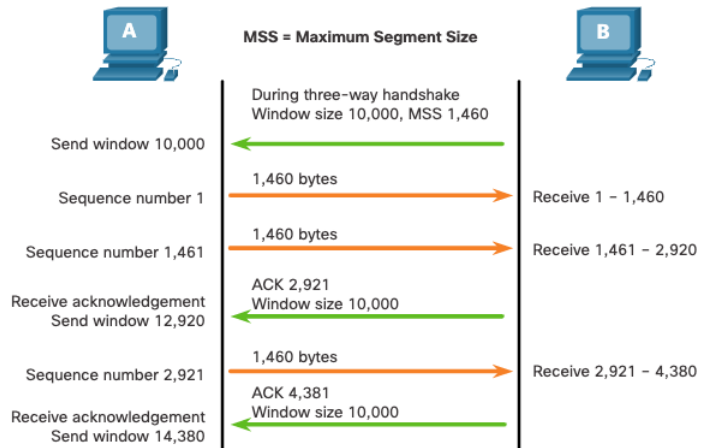 A
MSS = Maximum Segment Size
B
During three-way handshake
Window size 10,000, MSS 1,460
Send window 10,000
1,460 bytes
Sequence number 1
Receive 1 – 1,460
1,460 bytes
Sequence number 1,461
Receive 1,461 – 2,920
ACK 2,921
Window size 10,000
Receive acknowledgement
Send window 12,920
1,460 bytes
Sequence number 2,921
Receive 2,921 – 4,380
ACK 4,381
Window size 10,000
Receive acknowledgement
Send window 14,380